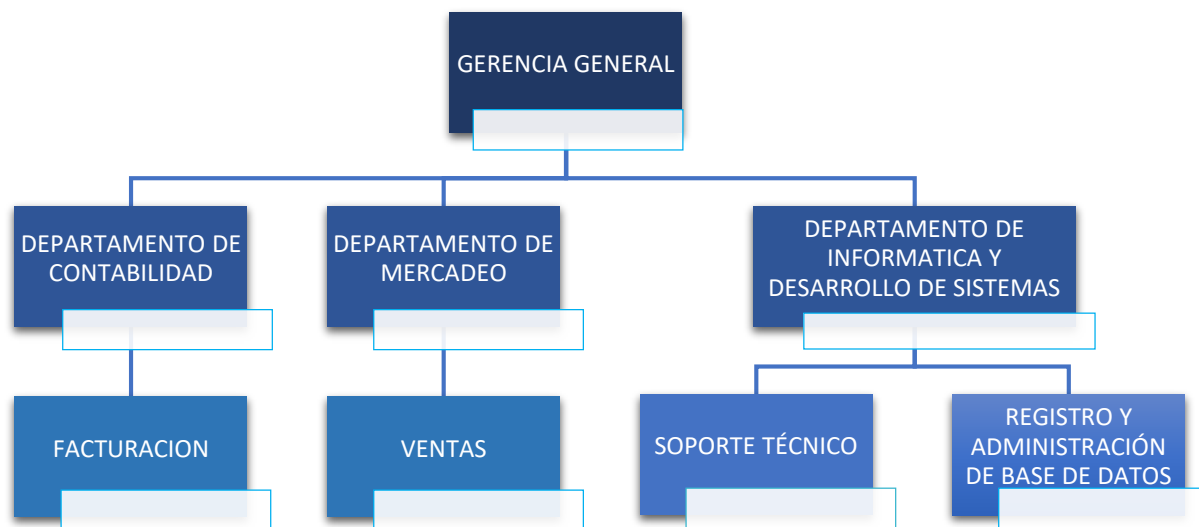 GERENCIA GENERAL
DEPARTAMENTO DE
CONTABILIDAD
DEPARTAMENTO DE
MERCADEO
DEPARTAMENTO DE
INFORMATICA Y
DESARROLLO DE SISTEMAS
FACTURACION
VENTAS
SOPORTE TÉCNICO
REGISTRO Y
ADMINISTRACIÓN
DE BASE DE DATOS